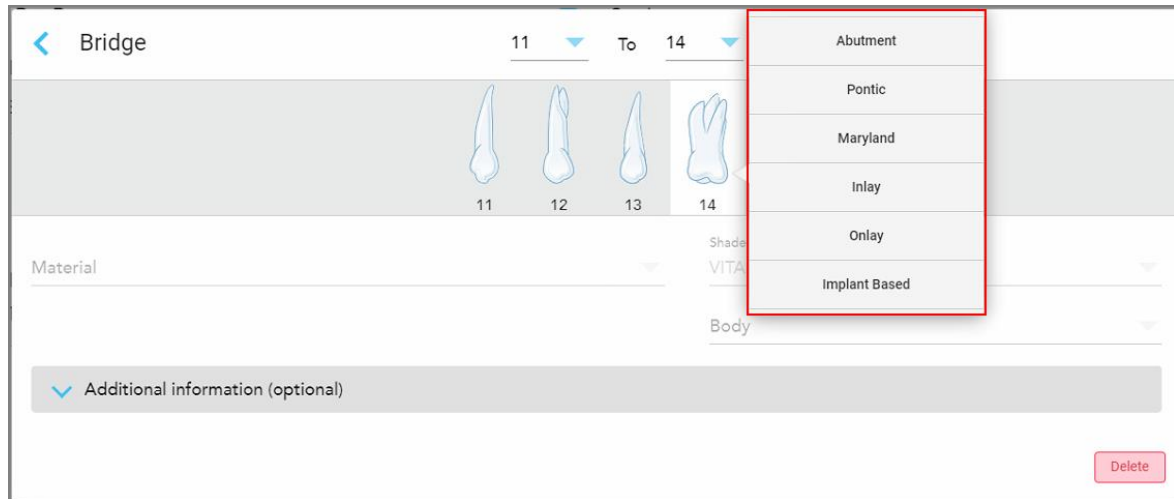 Bridge
11 To 14
11 12 13 14
Abutment
Pontic
Maryland
Inlay
Onlay
Implant Based
Material
Shade
VITA
Body
Additional information (optional)
Delete